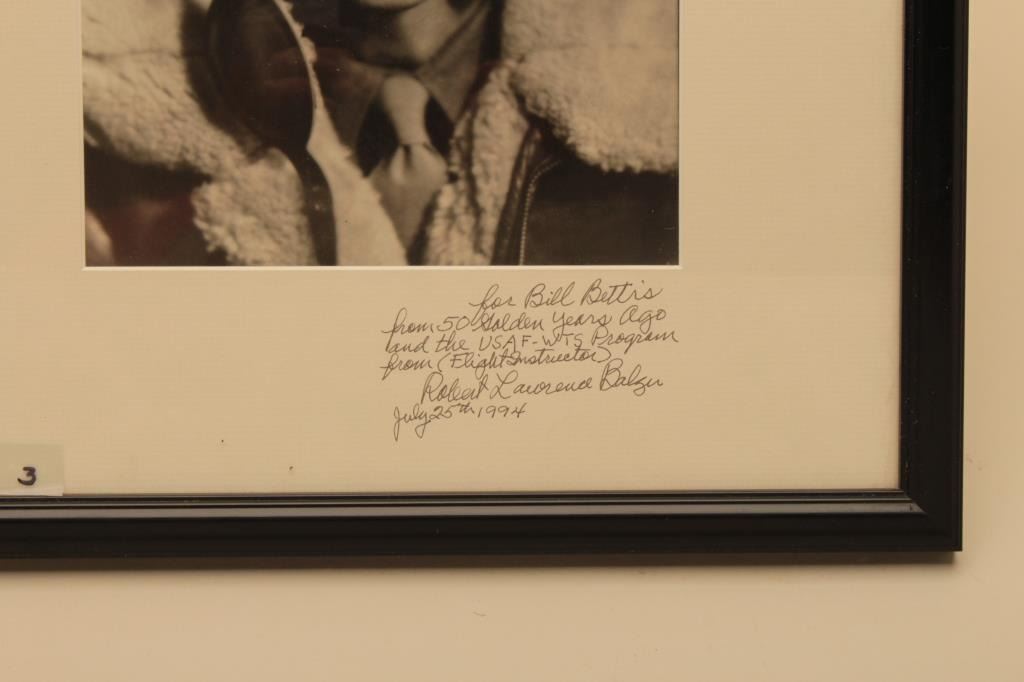 for Bill Bettis
from 50 Golden Years Ago
and the USAF-WTS Program
from (Flight Instructor)
Robert Lawrence Balzer
July 25th 1994
3